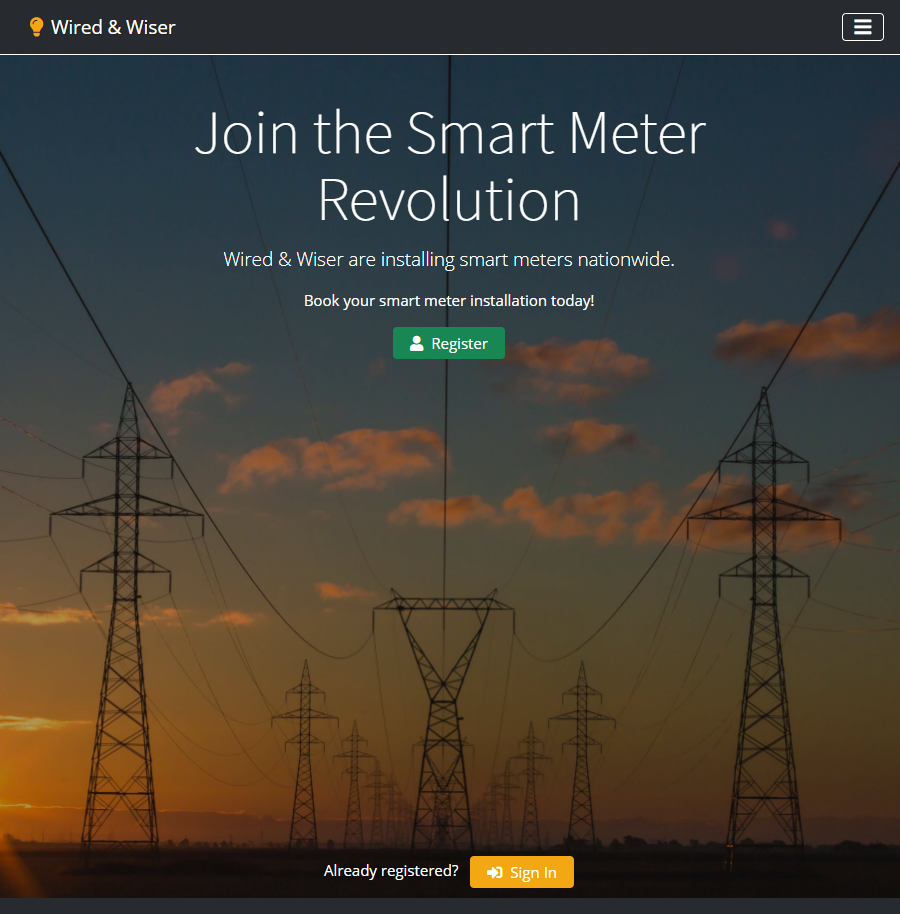 Wired & Wiser
Join the Smart Meter
Revolution
Wired & Wiser are installing smart meters nationwide.
Book your smart meter installation today!
Register
Already registered? Sign In